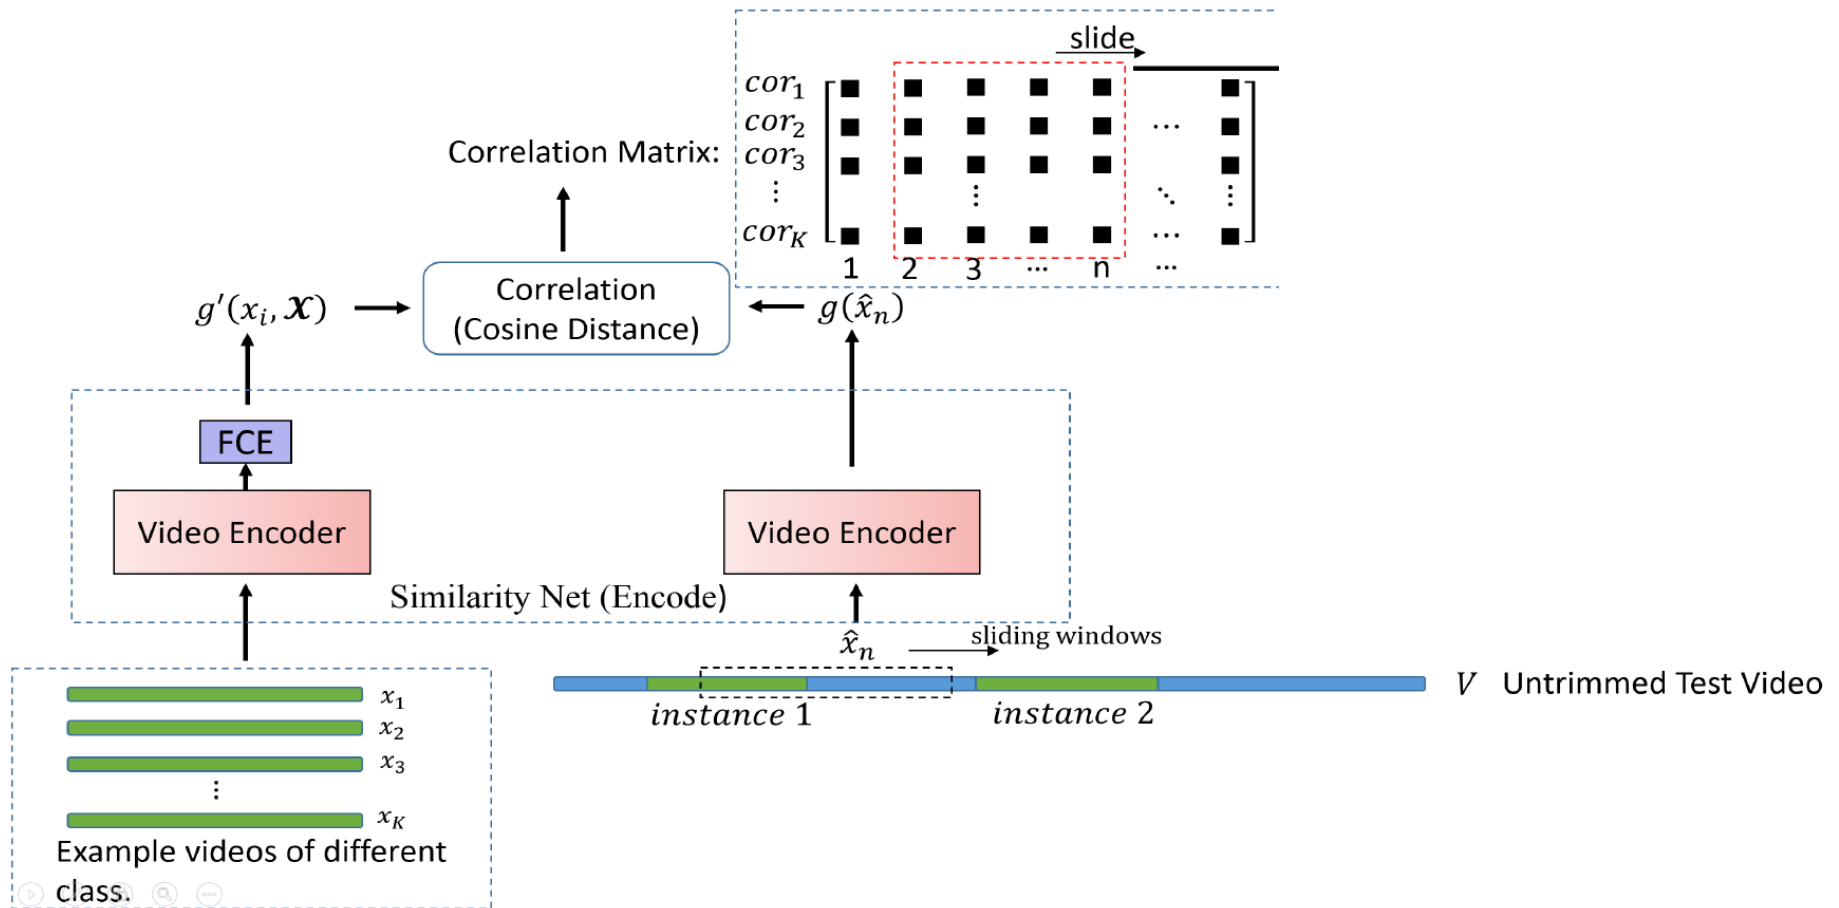 slide
cor₁
cor₂ ...
Correlation Matrix: cor₃
⋮ ⋮ ⋱ ⋮
cor_K ...
1 2 3 ... n ...
g′(xᵢ, 𝑿) Correlation g(x̂ₙ)
(Cosine Distance)
FCE
Video Encoder Video Encoder
Similarity Net (Encode)
x̂ₙ sliding windows
x₁ V Untrimmed Test Video
instance 1 instance 2
x₂
x₃
⋮
x_K
Example videos of different
class.